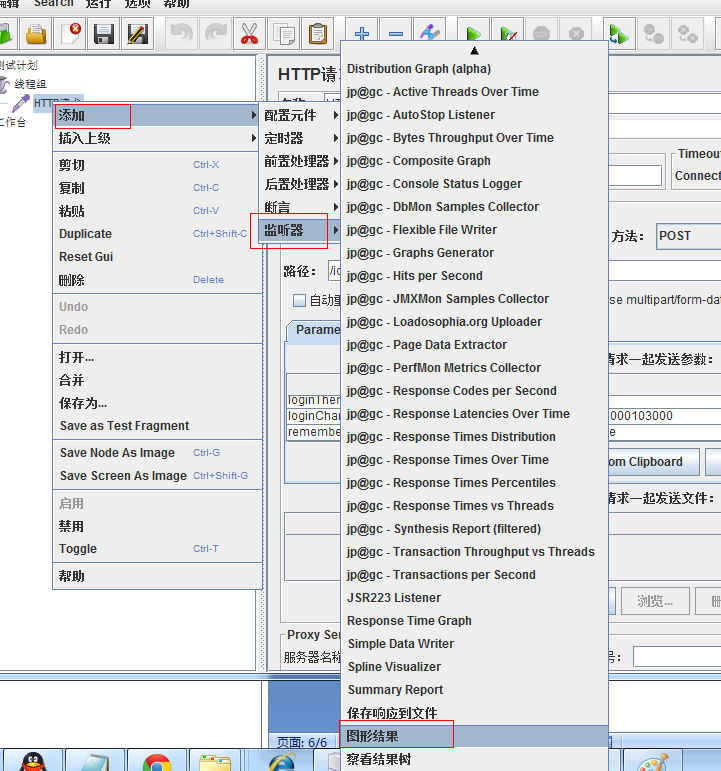 编辑 Search 运行 选项 帮助
测试计划
线程组
HTTP请求
工作台
添加
插入上级
剪切 Ctrl-X
复制 Ctrl-C
粘贴 Ctrl-V
Duplicate Ctrl+Shift-C
Reset Gui
删除 Delete
Undo
Redo
打开...
合并
保存为...
Save as Test Fragment
Save Node As Image Ctrl-G
Save Screen As Image Ctrl+Shift-G
启用
禁用
Toggle Ctrl-T
帮助
配置元件
定时器
前置处理器
后置处理器
断言
监听器
Distribution Graph (alpha)
jp@gc - Active Threads Over Time
jp@gc - AutoStop Listener
jp@gc - Bytes Throughput Over Time
jp@gc - Composite Graph
jp@gc - Console Status Logger
jp@gc - DbMon Samples Collector
jp@gc - Flexible File Writer
jp@gc - Graphs Generator
jp@gc - Hits per Second
jp@gc - JMXMon Samples Collector
jp@gc - Loadosophia.org Uploader
jp@gc - Page Data Extractor
jp@gc - PerfMon Metrics Collector
jp@gc - Response Codes per Second
jp@gc - Response Latencies Over Time
jp@gc - Response Times Distribution
jp@gc - Response Times Over Time
jp@gc - Response Times Percentiles
jp@gc - Response Times vs Threads
jp@gc - Synthesis Report (filtered)
jp@gc - Transaction Throughput vs Threads
jp@gc - Transactions per Second
JSR223 Listener
Response Time Graph
Simple Data Writer
Spline Visualizer
Summary Report
保存响应到文件
图形结果
察看结果树
HTTP请
名称: HT
路径: /ic
自动重
Parame
loginTher
loginChan
remembe
Proxy Ser
服务器名称
页面: 6/6
Timeou
Connect
方法: POST
se multipart/form-da
请求一起发送参数:
000103000
e
om Clipboard
请求一起发送文件:
浏览...
删
号: